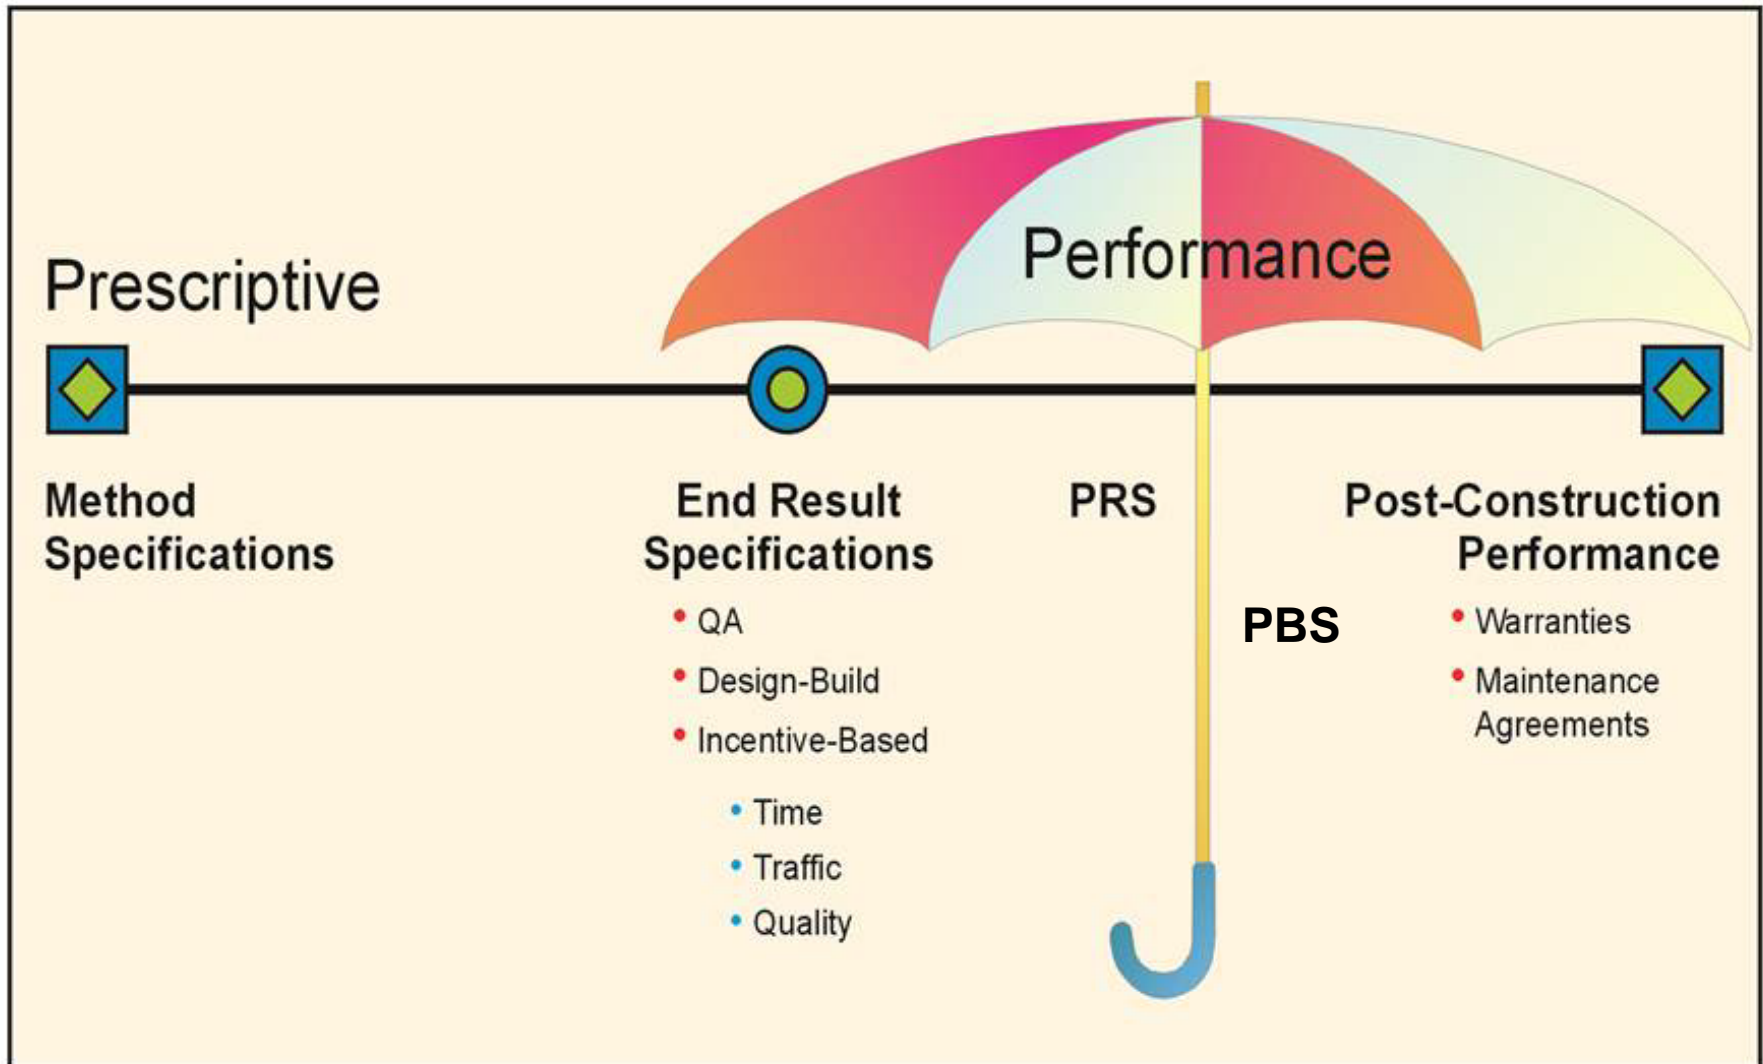 Performance
Prescriptive
Method
Specifications
End Result
Specifications
• QA
• Design-Build
• Incentive-Based
• Time
• Traffic
• Quality
PRS
PBS
Post-Construction
Performance
• Warranties
• Maintenance
Agreements